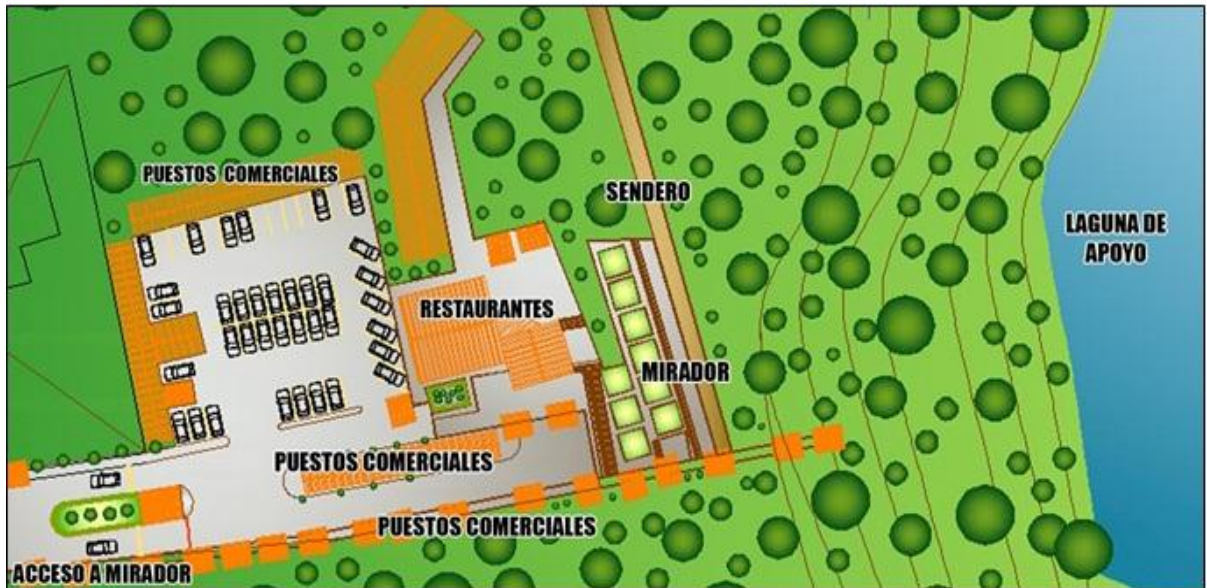 PUESTOS COMERCIALES
SENDERO
LAGUNA DE
APOYO
RESTAURANTES
MIRADOR
PUESTOS COMERCIALES
PUESTOS COMERCIALES
ACCESO A MIRADOR